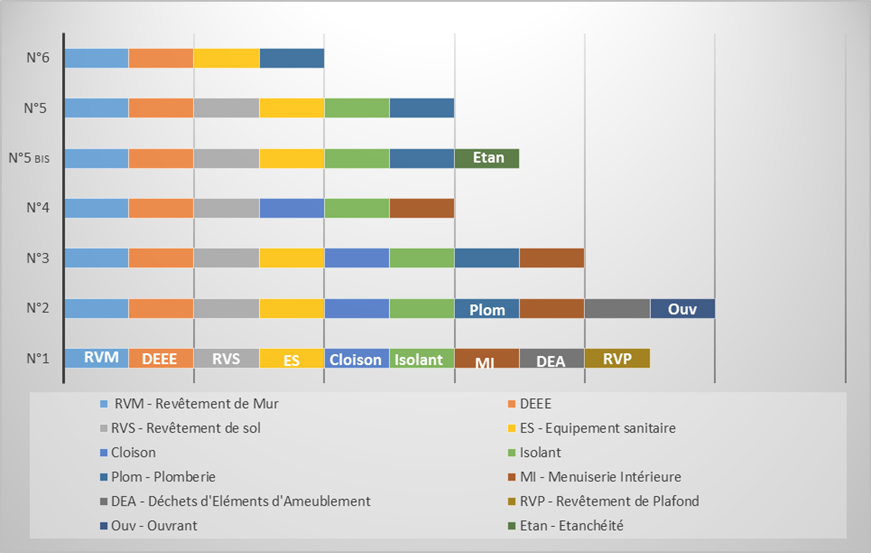 N°6
N°5
N°5 BIS Etan
N°4
N°3
N°2 Plom Ouv
N°1 RVM DEEE RVS ES Cloison Isolant MI DEA RVP
RVM - Revêtement de Mur DEEE
RVS - Revêtement de sol ES - Equipement sanitaire
Cloison Isolant
Plom - Plomberie MI - Menuiserie Intérieure
DEA - Déchets d'Eléments d'Ameublement RVP - Revêtement de Plafond
Ouv - Ouvrant Etan - Etanchéité